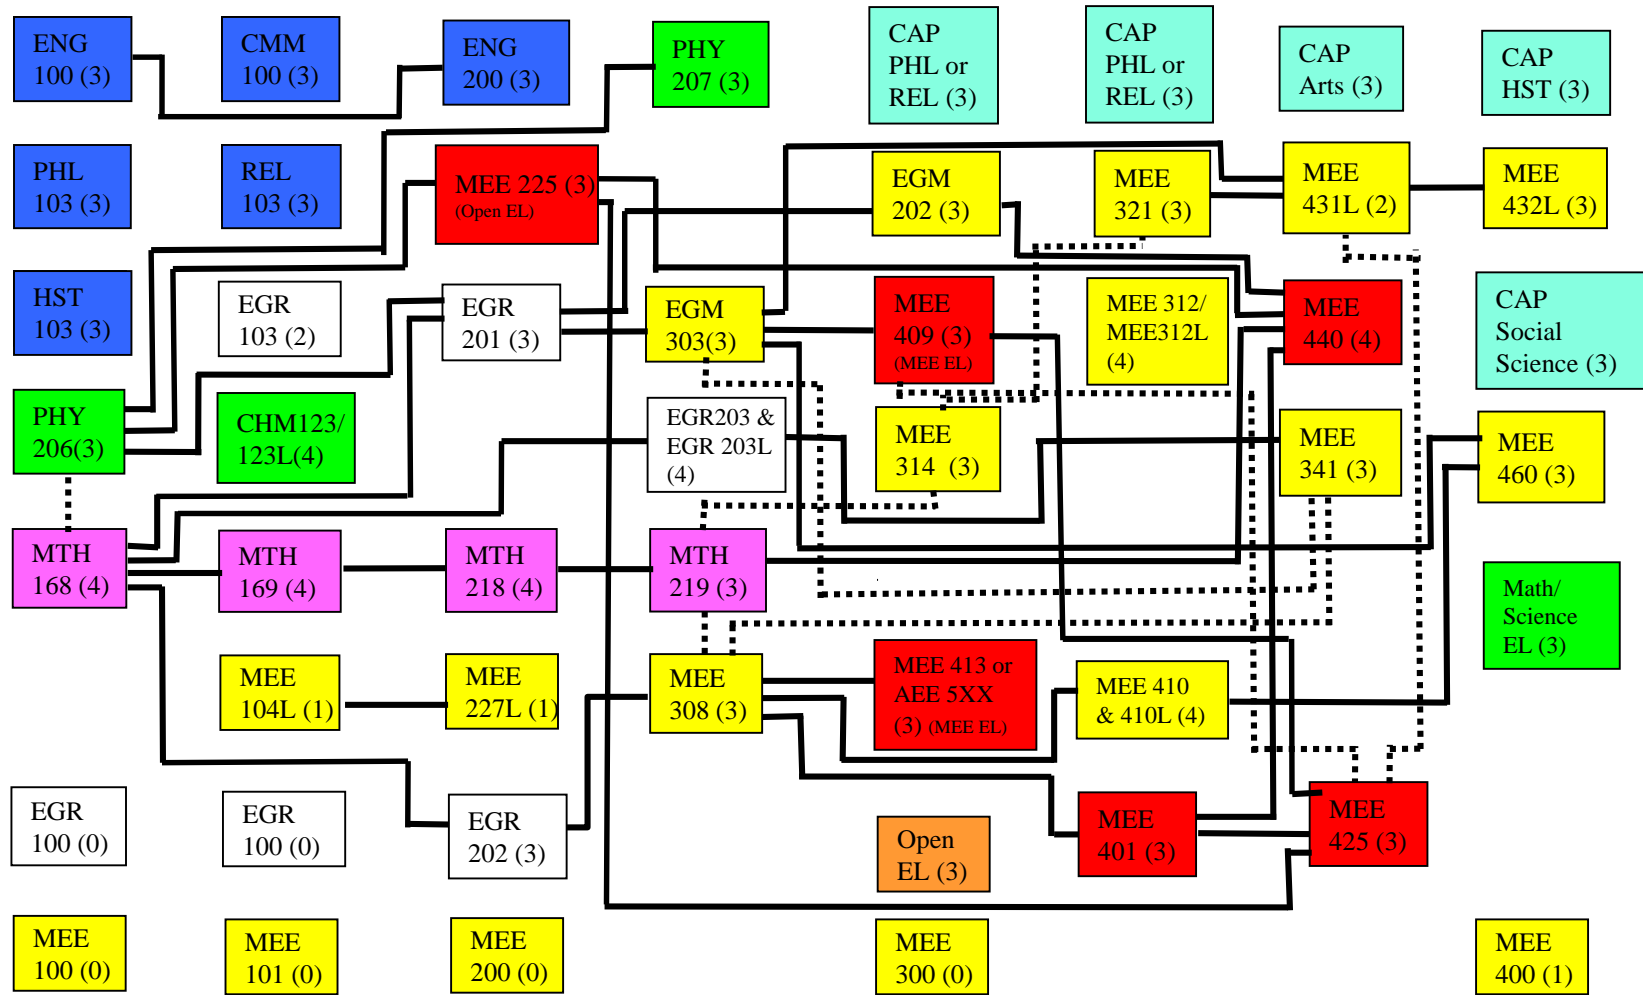 ENG
100 (3)
CMM
100 (3)
ENG
200 (3)
PHY
207 (3)
CAP
PHL or
REL (3)
CAP
PHL or
REL (3)
CAP
Arts (3)
CAP
HST (3)
PHL
103 (3)
REL
103 (3)
MEE 225 (3)
(Open EL)
EGM
202 (3)
MEE
321 (3)
MEE
431L (2)
MEE
432L (3)
HST
103 (3)
EGR
103 (2)
EGR
201 (3)
EGM
303(3)
MEE
409 (3)
(MEE EL)
MEE 312/
MEE312L
(4)
MEE
440 (4)
CAP
Social
Science (3)
PHY
206(3)
CHM123/
123L(4)
EGR203 &
EGR 203L
(4)
MEE
314 (3)
MEE
341 (3)
MEE
460 (3)
MTH
168 (4)
MTH
169 (4)
MTH
218 (4)
MTH
219 (3)
Math/
Science
EL (3)
MEE
104L (1)
MEE
227L (1)
MEE
308 (3)
MEE 413 or
AEE 5XX
(3) (MEE EL)
MEE 410
& 410L (4)
EGR
100 (0)
EGR
100 (0)
EGR
202 (3)
Open
EL (3)
MEE
401 (3)
MEE
425 (3)
MEE
100 (0)
MEE
101 (0)
MEE
200 (0)
MEE
300 (0)
MEE
400 (1)